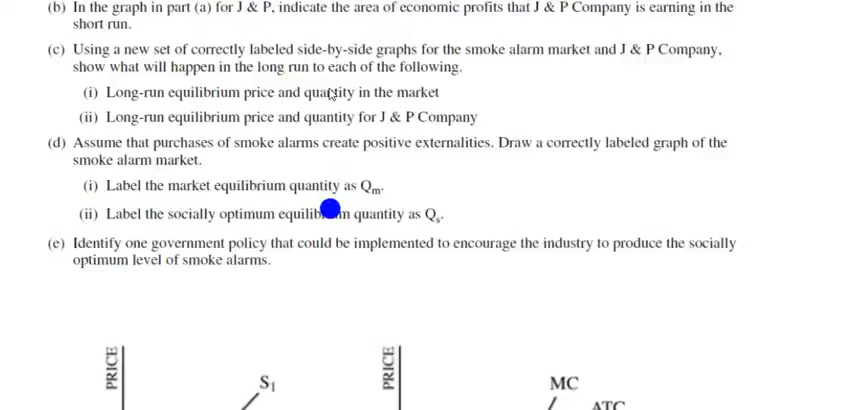 (b) In the graph in part (a) for J & P, indicate the area of economic profits that J & P Company is earning in the
short run.
(c) Using a new set of correctly labeled side-by-side graphs for the smoke alarm market and J & P Company,
show what will happen in the long run to each of the following.
(i) Long-run equilibrium price and quantity in the market
(ii) Long-run equilibrium price and quantity for J & P Company
(d) Assume that purchases of smoke alarms create positive externalities. Draw a correctly labeled graph of the
smoke alarm market.
(i) Label the market equilibrium quantity as Qm.
(ii) Label the socially optimum equilibrium quantity as Qs.
(e) Identify one government policy that could be implemented to encourage the industry to produce the socially
optimum level of smoke alarms.
PRICE
S1
PRICE
MC
ATC